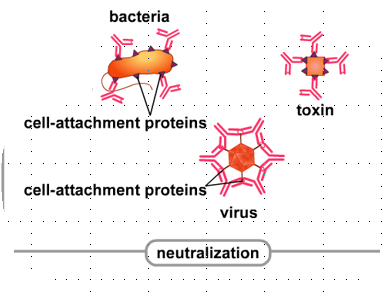 bacteria
toxin
cell-attachment proteins
cell-attachment proteins
virus
neutralization